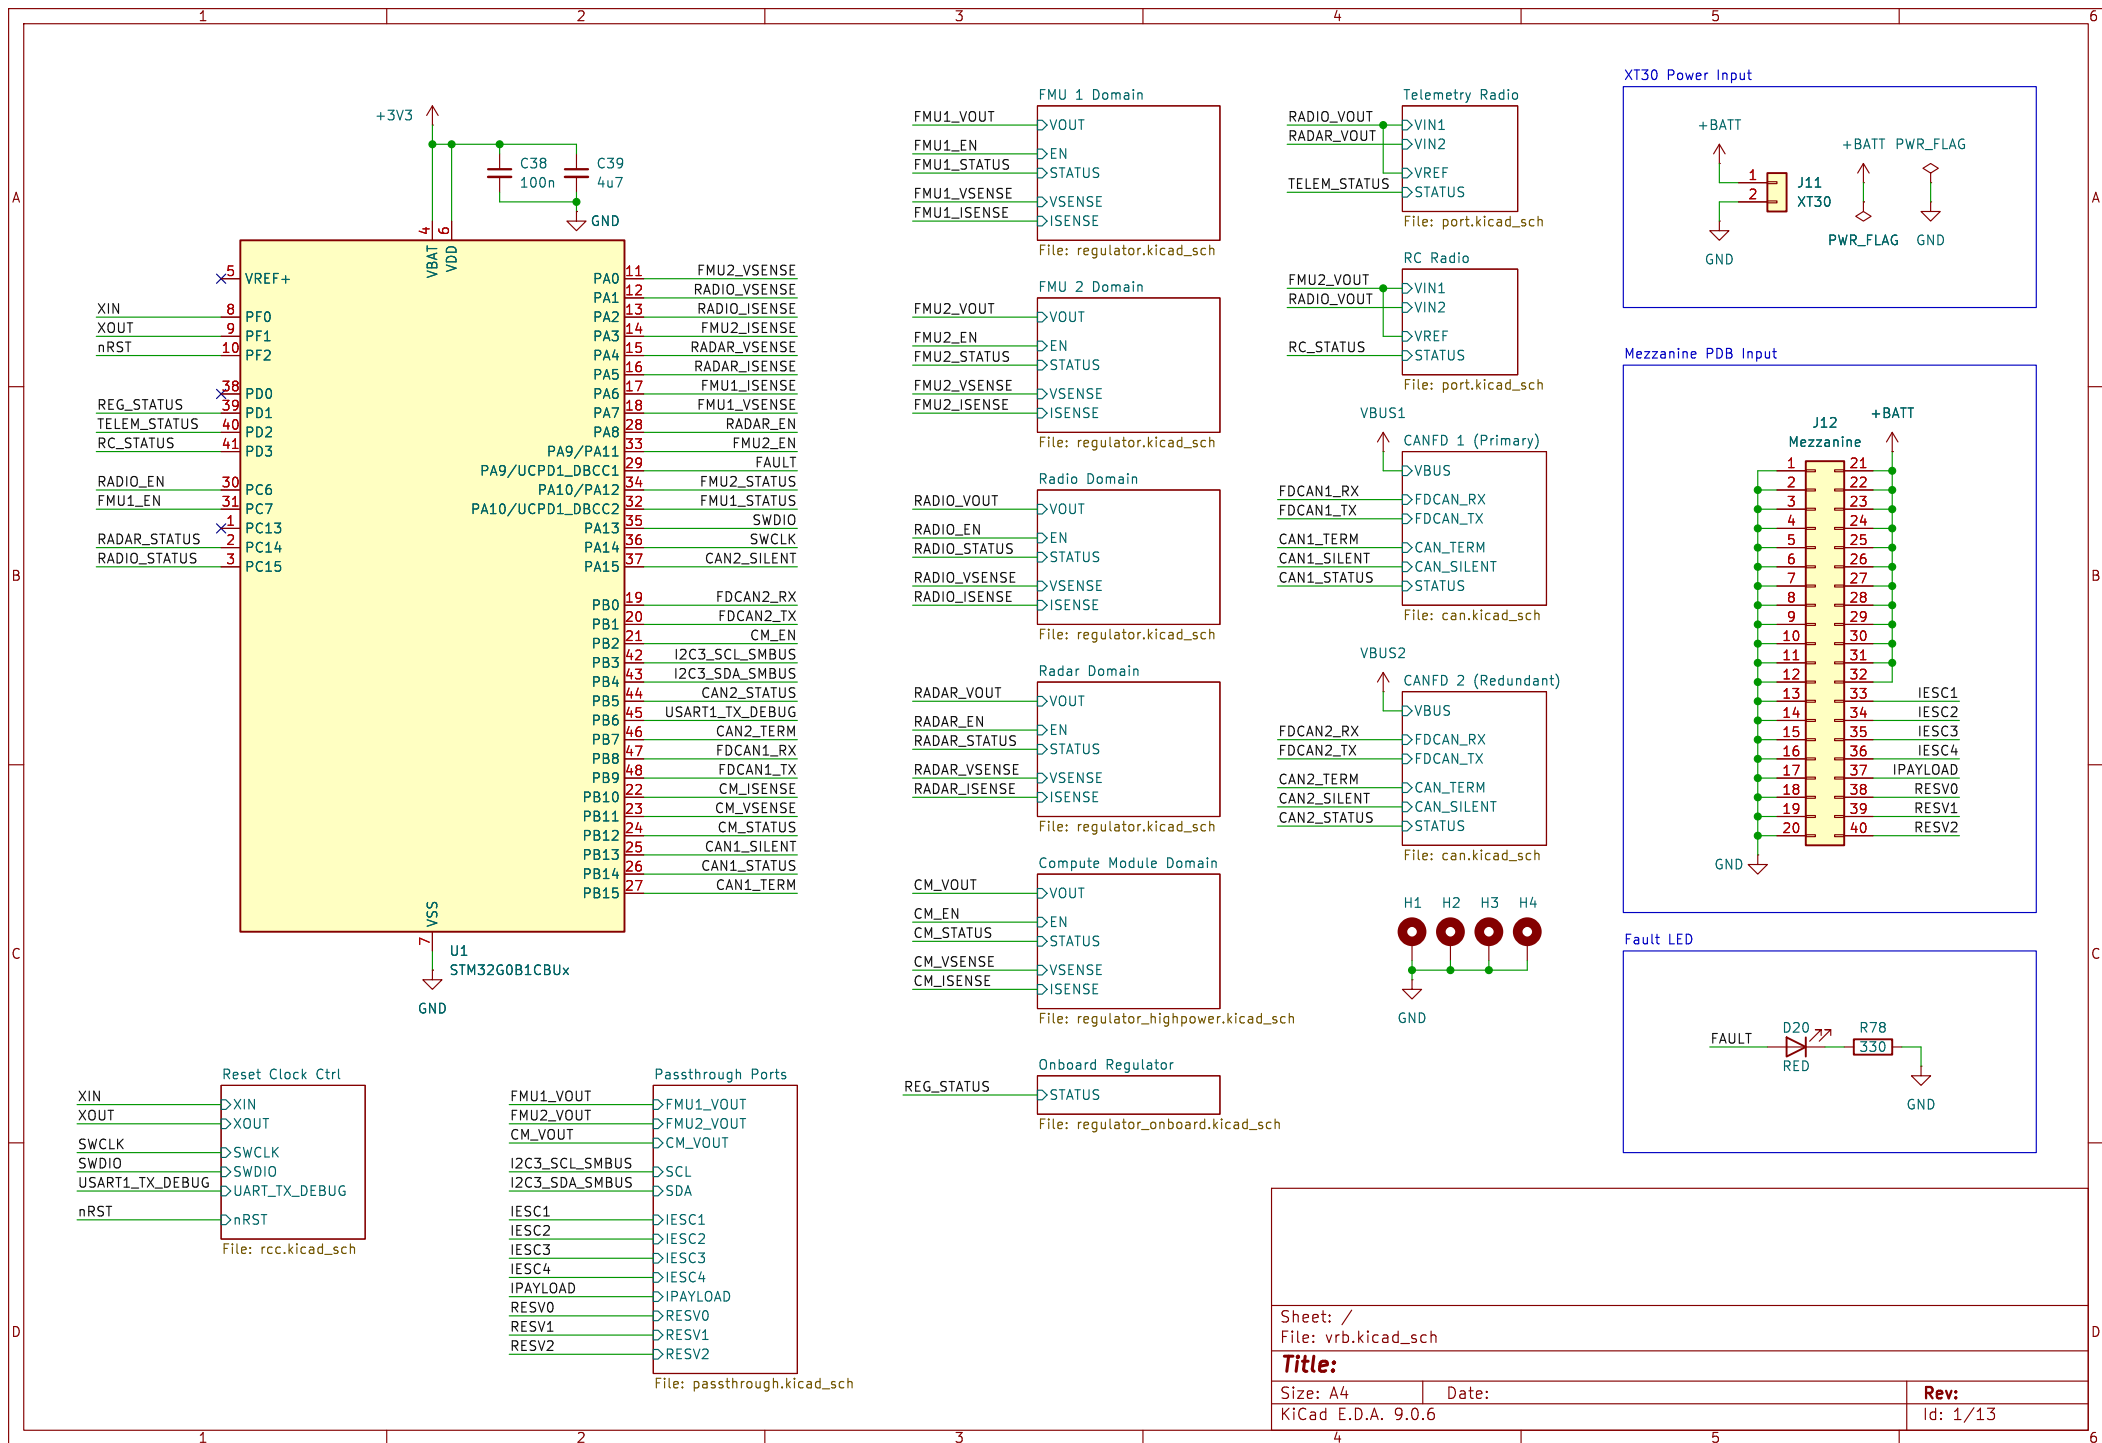 1 2 3 4 5 6
A
B
C
D
+3V3
C38
100n
C39
4u7
GND
4 6
VBAT VDD
5 VREF+
XIN 8 PF0
XOUT 9 PF1
nRST 10 PF2
38 PD0
REG_STATUS 39 PD1
TELEM_STATUS 40 PD2
RC_STATUS 41 PD3
RADIO_EN 30 PC6
FMU1_EN 31 PC7
1 PC13
RADAR_STATUS 2 PC14
RADIO_STATUS 3 PC15
PA0 11 FMU2_VSENSE
PA1 12 RADIO_VSENSE
PA2 13 RADIO_ISENSE
PA3 14 FMU2_ISENSE
PA4 15 RADAR_VSENSE
PA5 16 RADAR_ISENSE
PA6 17 FMU1_ISENSE
PA7 18 FMU1_VSENSE
PA8 28 RADAR_EN
PA9/PA11 33 FMU2_EN
PA9/UCPD1_DBCC1 29 FAULT
PA10/PA12 34 FMU2_STATUS
PA10/UCPD1_DBCC2 32 FMU1_STATUS
PA13 35 SWDIO
PA14 36 SWCLK
PA15 37 CAN2_SILENT
PB0 19 FDCAN2_RX
PB1 20 FDCAN2_TX
PB2 21 CM_EN
PB3 42 I2C3_SCL_SMBUS
PB4 43 I2C3_SDA_SMBUS
PB5 44 CAN2_STATUS
PB6 45 USART1_TX_DEBUG
PB7 46 CAN2_TERM
PB8 47 FDCAN1_RX
PB9 48 FDCAN1_TX
PB10 22 CM_ISENSE
PB11 23 CM_VSENSE
PB12 24 CM_STATUS
PB13 25 CAN1_SILENT
PB14 26 CAN1_STATUS
PB15 27 CAN1_TERM
VSS
7
U1
STM32G0B1CBUx
GND
Reset Clock Ctrl
XIN XIN
XOUT XOUT
SWCLK SWCLK
SWDIO SWDIO
USART1_TX_DEBUG UART_TX_DEBUG
nRST nRST
File: rcc.kicad_sch
Passthrough Ports
FMU1_VOUT FMU1_VOUT
FMU2_VOUT FMU2_VOUT
CM_VOUT CM_VOUT
I2C3_SCL_SMBUS SCL
I2C3_SDA_SMBUS SDA
IESC1 IESC1
IESC2 IESC2
IESC3 IESC3
IESC4 IESC4
IPAYLOAD IPAYLOAD
RESV0 RESV0
RESV1 RESV1
RESV2 RESV2
File: passthrough.kicad_sch
FMU 1 Domain
FMU1_VOUT VOUT
FMU1_EN EN
FMU1_STATUS STATUS
FMU1_VSENSE VSENSE
FMU1_ISENSE ISENSE
File: regulator.kicad_sch
FMU 2 Domain
FMU2_VOUT VOUT
FMU2_EN EN
FMU2_STATUS STATUS
FMU2_VSENSE VSENSE
FMU2_ISENSE ISENSE
File: regulator.kicad_sch
Radio Domain
RADIO_VOUT VOUT
RADIO_EN EN
RADIO_STATUS STATUS
RADIO_VSENSE VSENSE
RADIO_ISENSE ISENSE
File: regulator.kicad_sch
Radar Domain
RADAR_VOUT VOUT
RADAR_EN EN
RADAR_STATUS STATUS
RADAR_VSENSE VSENSE
RADAR_ISENSE ISENSE
File: regulator.kicad_sch
Compute Module Domain
CM_VOUT VOUT
CM_EN EN
CM_STATUS STATUS
CM_VSENSE VSENSE
CM_ISENSE ISENSE
File: regulator_highpower.kicad_sch
Onboard Regulator
REG_STATUS STATUS
File: regulator_onboard.kicad_sch
Telemetry Radio
RADIO_VOUT VIN1
RADAR_VOUT VIN2
VREF
TELEM_STATUS STATUS
File: port.kicad_sch
RC Radio
FMU2_VOUT VIN1
RADIO_VOUT VIN2
VREF
RC_STATUS STATUS
File: port.kicad_sch
VBUS1
CANFD 1 (Primary)
VBUS
FDCAN1_RX FDCAN_RX
FDCAN1_TX FDCAN_TX
CAN1_TERM CAN_TERM
CAN1_SILENT CAN_SILENT
CAN1_STATUS STATUS
File: can.kicad_sch
VBUS2
CANFD 2 (Redundant)
VBUS
FDCAN2_RX FDCAN_RX
FDCAN2_TX FDCAN_TX
CAN2_TERM CAN_TERM
CAN2_SILENT CAN_SILENT
CAN2_STATUS STATUS
File: can.kicad_sch
H1 H2 H3 H4
GND
XT30 Power Input
+BATT
+BATT PWR_FLAG
1 J11
2 XT30
PWR_FLAG GND
GND
Mezzanine PDB Input
J12 +BATT
Mezzanine
1 21
2 22
3 23
4 24
5 25
6 26
7 27
8 28
9 29
10 30
11 31
12 32
13 33 IESC1
14 34 IESC2
15 35 IESC3
16 36 IESC4
17 37 IPAYLOAD
18 38 RESV0
19 39 RESV1
20 40 RESV2
GND
Fault LED
FAULT D20 R78
330
RED
GND
Sheet: /
File: vrb.kicad_sch
Title:
Size: A4 Date: Rev:
KiCad E.D.A. 9.0.6 Id: 1/13
A
B
C
D
1 2 3 4 5 6